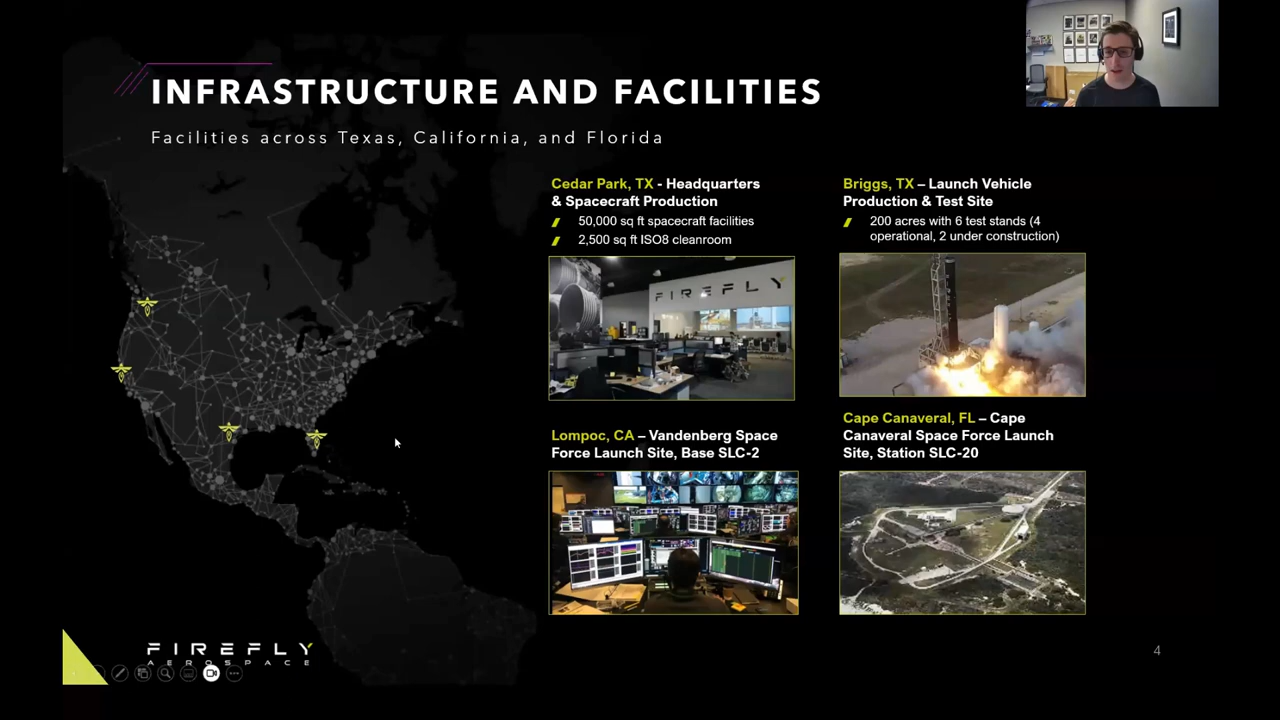 INFRASTRUCTURE AND FACILITIES
Facilities across Texas, California, and Florida
Cedar Park, TX - Headquarters
& Spacecraft Production
50,000 sq ft spacecraft facilities
2,500 sq ft ISO8 cleanroom
FIREFLY
Briggs, TX – Launch Vehicle
Production & Test Site
200 acres with 6 test stands (4
operational, 2 under construction)
Lompoc, CA – Vandenberg Space
Force Launch Site, Base SLC-2
Cape Canaveral, FL – Cape
Canaveral Space Force Launch
Site, Station SLC-20
FIREFLY
AEROSPACE
4